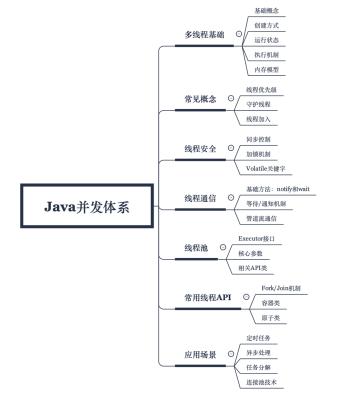 Java并发体系
多线程基础
基础概念
创建方式
运行状态
执行机制
内存模型
常见概念
线程优先级
守护线程
线程加入
线程安全
同步控制
加锁机制
Volatile关键字
线程通信
基础方法：notify和wait
等待/通知机制
管道流通信
线程池
Executor接口
核心参数
相关API类
常用线程API
Fork/Join机制
容器类
原子类
应用场景
定时任务
异步处理
任务分解
连接池技术